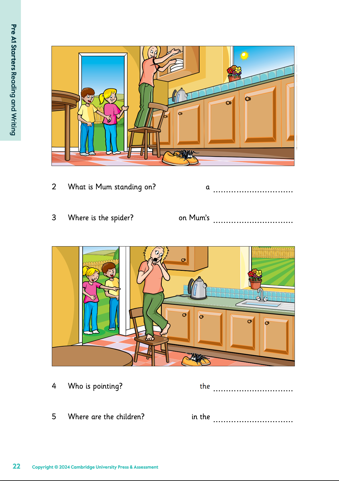 Pre A1 Starters Reading and Writing
2 What is Mum standing on? a ................................
3 Where is the spider? on Mum's ................................
4 Who is pointing? the ................................
5 Where are the children? in the ................................
22 Copyright © 2024 Cambridge University Press & Assessment